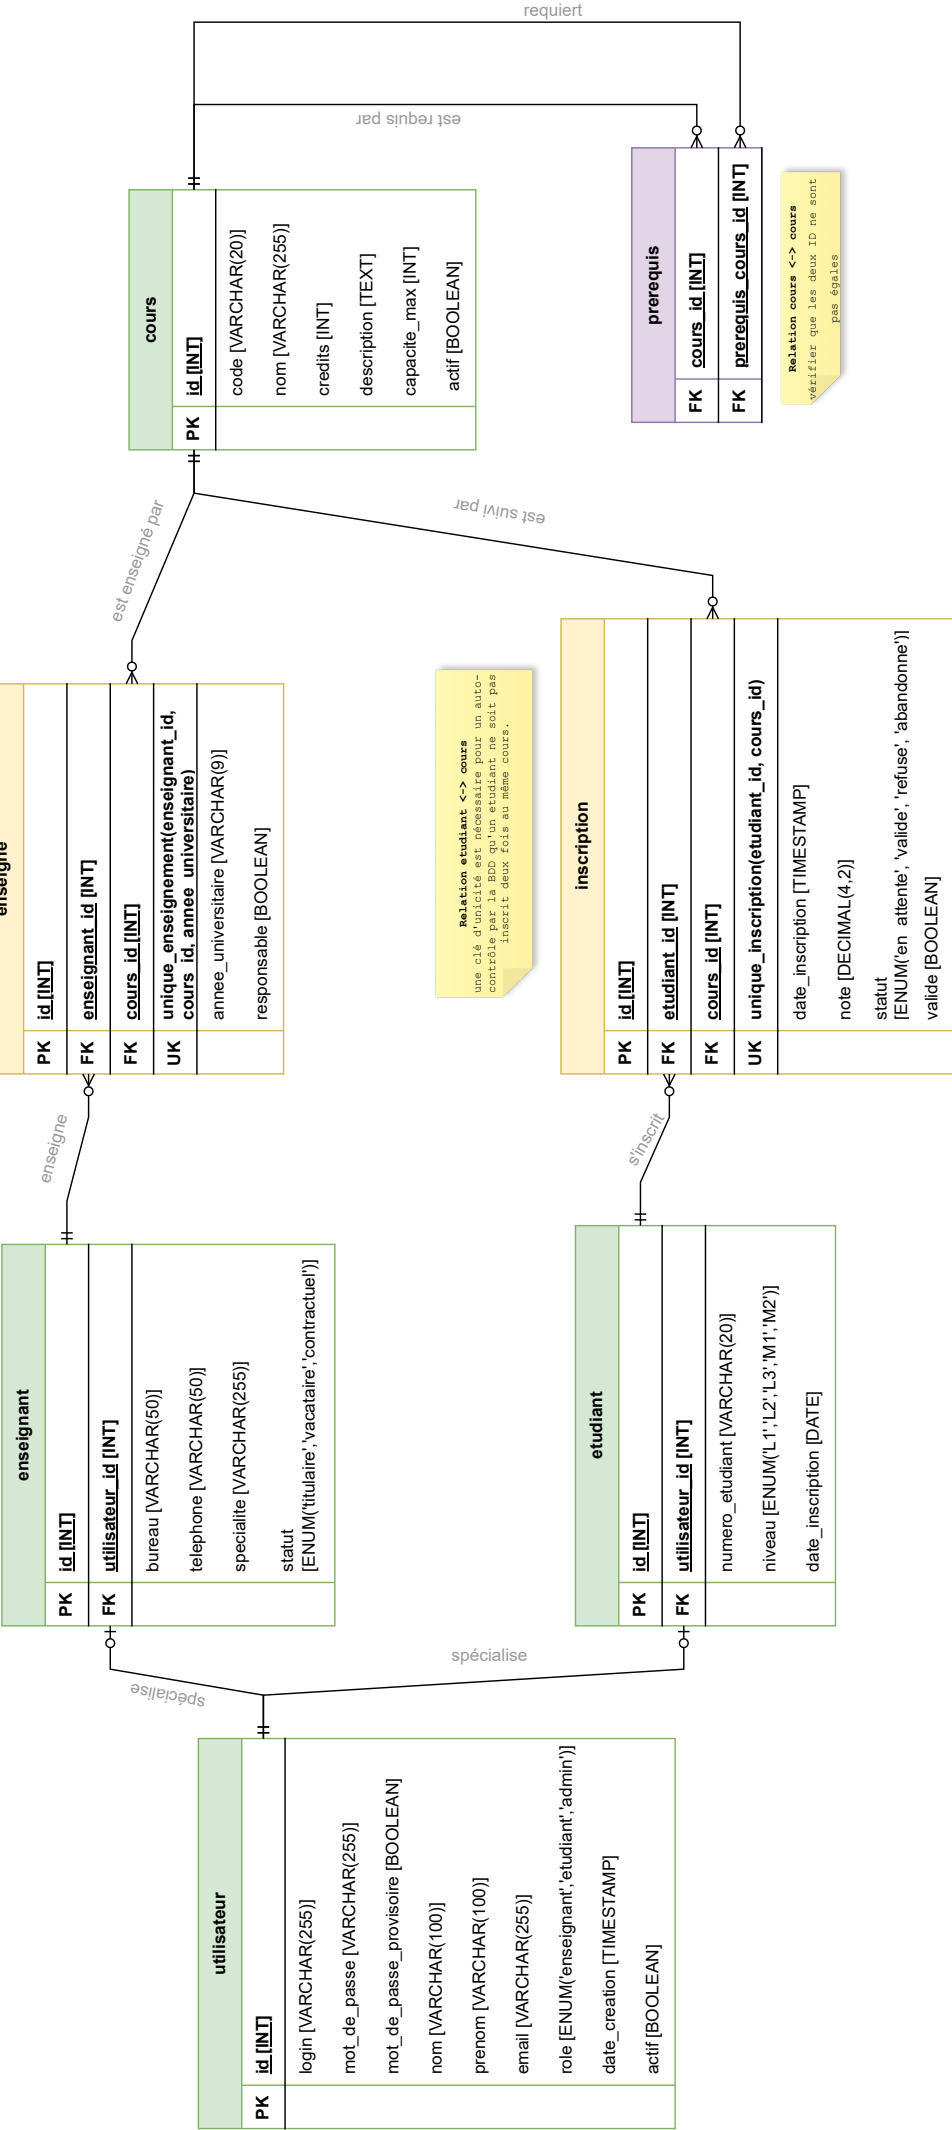 utilisateur
PK id [INT]
login [VARCHAR(255)]
mot_de_passe [VARCHAR(255)]
mot_de_passe_provisoire [BOOLEAN]
nom [VARCHAR(100)]
prenom [VARCHAR(100)]
email [VARCHAR(255)]
role [ENUM('enseignant','etudiant','admin')]
date_creation [TIMESTAMP]
actif [BOOLEAN]
spécialise
spécialise
enseignant
PK id [INT]
FK utilisateur_id [INT]
bureau [VARCHAR(50)]
telephone [VARCHAR(50)]
specialite [VARCHAR(255)]
statut
[ENUM('titulaire','vacataire','contractuel')]
etudiant
PK id [INT]
FK utilisateur_id [INT]
numero_etudiant [VARCHAR(20)]
niveau [ENUM('L1','L2','L3','M1','M2')]
date_inscription [DATE]
enseigne
s'inscrit
enseigne
PK id [INT]
FK enseignant_id [INT]
FK cours_id [INT]
UK unique_enseignement(enseignant_id,
cours_id, annee_universitaire)
annee_universitaire [VARCHAR(9)]
responsable [BOOLEAN]
Relation etudiant <-> cours
une clé d'unicité est nécessaire pour un auto-
contrôle par la BDD qu'un etudiant ne soit pas
inscrit deux fois au même cours.
inscription
PK id [INT]
FK etudiant_id [INT]
FK cours_id [INT]
UK unique_inscription(etudiant_id, cours_id)
date_inscription [TIMESTAMP]
note [DECIMAL(4,2)]
statut
[ENUM('en_attente','valide','refuse','abandonne')]
valide [BOOLEAN]
est enseigné par
est suivi par
cours
PK id [INT]
code [VARCHAR(20)]
nom [VARCHAR(255)]
credits [INT]
description [TEXT]
capacite_max [INT]
actif [BOOLEAN]
est requis par
requiert
prerequis
FK cours_id [INT]
FK prerequis_cours_id [INT]
Relation cours <-> cours
vérifier que les deux ID ne sont
pas égales